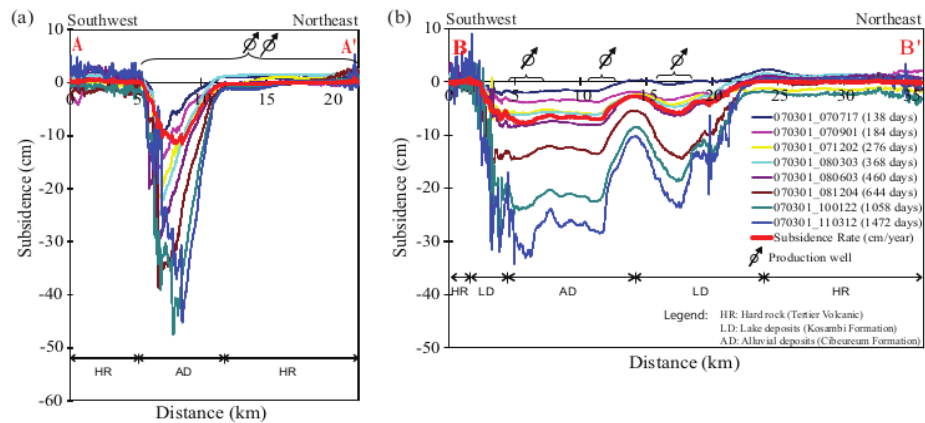 (a)
Southwest
Northeast
A
A'
10
0
-10
-20
-30
-40
-50
-60
Subsidence (cm)
0
5
10
15
20
HR
AD
HR
Distance (km)
(b)
Southwest
Northeast
B
B'
10
0
-10
-20
-30
-40
-50
Subsidence (cm)
5
10
15
20
25
30
35
070301_070717 (138 days)
070301_070901 (184 days)
070301_071202 (276 days)
070301_080303 (368 days)
070301_080603 (460 days)
070301_081204 (644 days)
070301_100122 (1058 days)
070301_110312 (1472 days)
Subsidence Rate (cm/year)
Production well
HR
LD
AD
LD
HR
Legend:
HR: Hard rock (Tertier Volcanic)
LD: Lake deposits (Kosambi Formation)
AD: Alluvial deposits (Cibeureum Formation)
Distance (km)